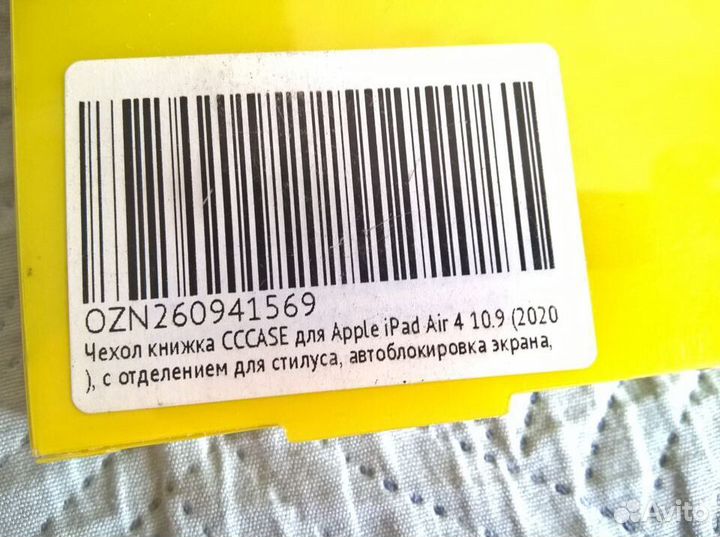 OZN260941569
Чехол книжка CCCASE для Apple iPad Air 4 10.9 (2020
), с отделением для стилуса, автоблокировка экрана,
Avito